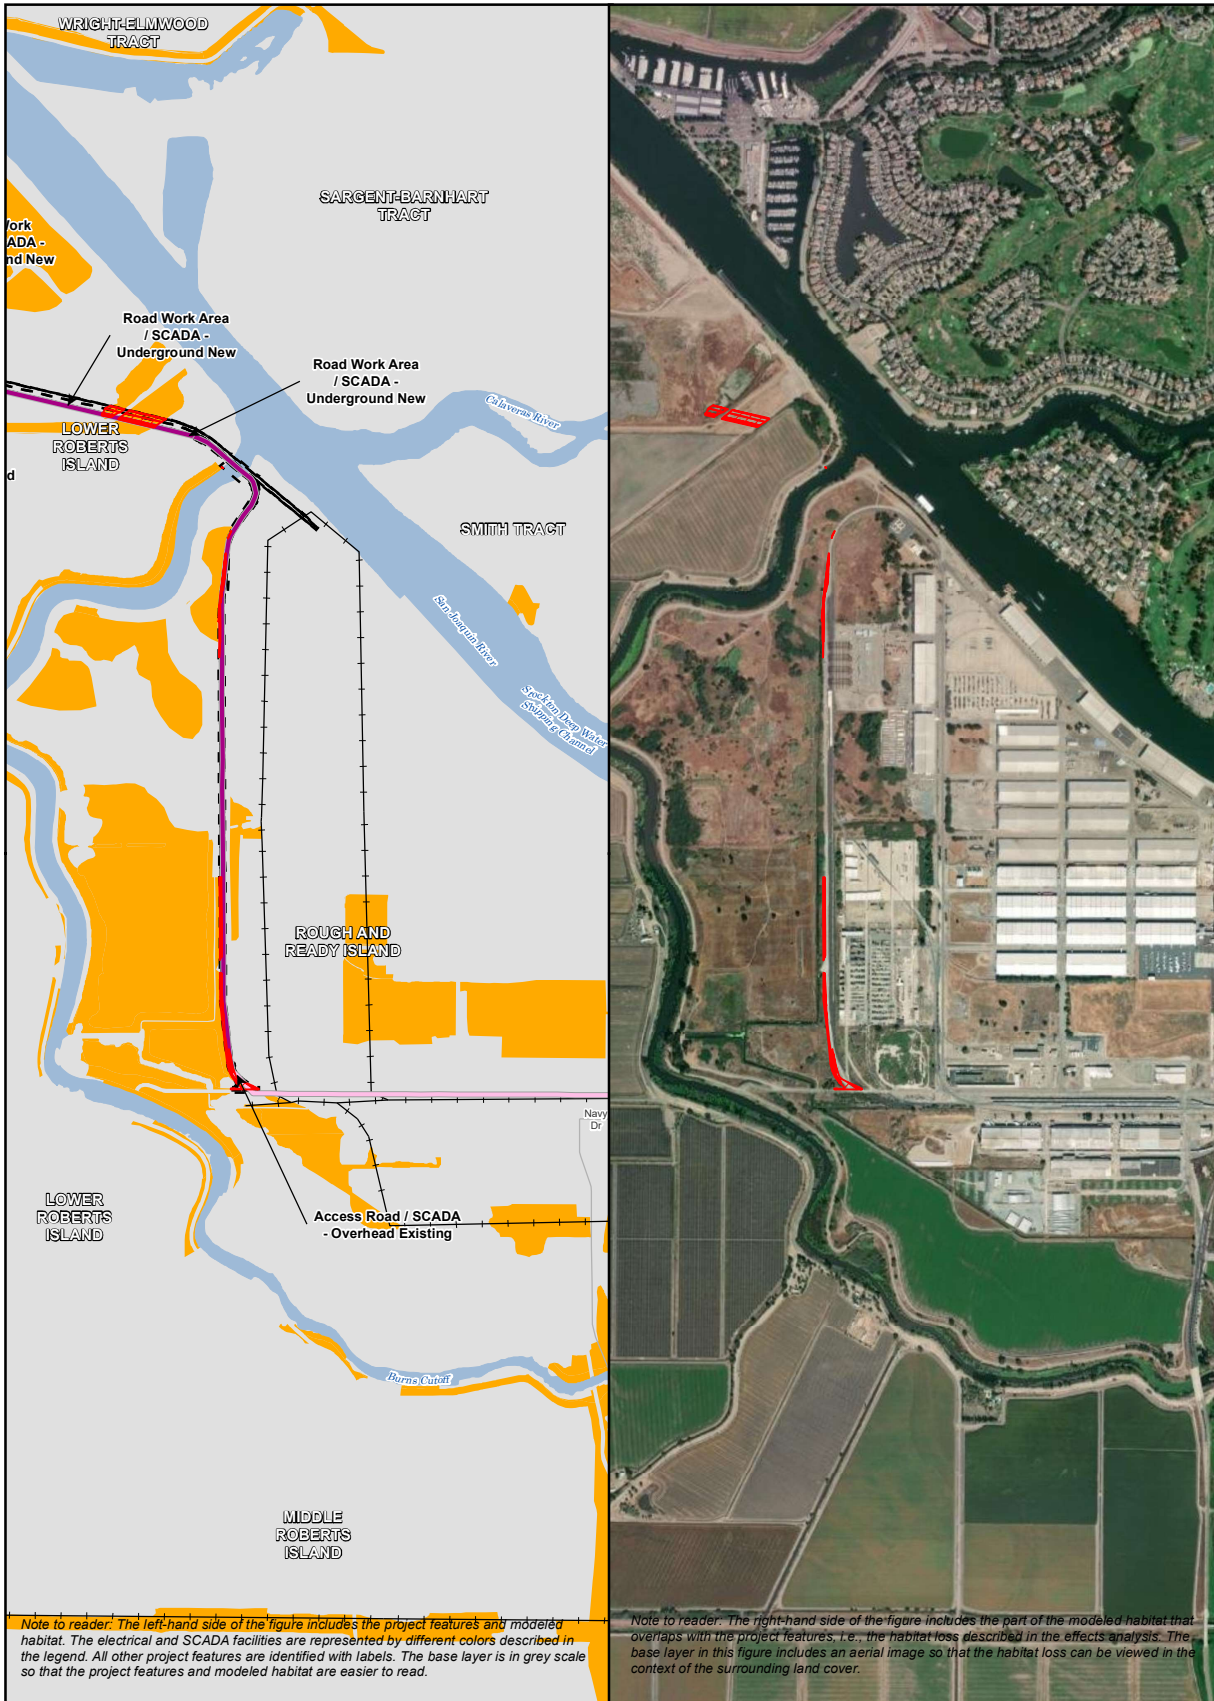 WRIGHT-ELMWOOD
TRACT
SARGENT-BARNHART
TRACT
ADA -
nd New
Road Work Area
/ SCADA -
Underground New
Road Work Area
/ SCADA -
Underground New
Calaveras River
LOWER
ROBERTS
ISLAND
d
SMITH TRACT
San Joaquin River
Stockton Deep Water
Shipping Channel
ROUGH AND
READY ISLAND
Navy
Dr
LOWER
ROBERTS
ISLAND
Access Road / SCADA
- Overhead Existing
Burns Cutoff
MIDDLE
ROBERTS
ISLAND
Note to reader: The left-hand side of the figure includes the project features and modeled
habitat. The electrical and SCADA facilities are represented by different colors described in
the legend. All other project features are identified with labels. The base layer is in grey scale
so that the project features and modeled habitat are easier to read.
Note to reader: The right-hand side of the figure includes the part of the modeled habitat that
overlaps with the project features, i.e., the habitat loss described in the effects analysis. The
base layer in this figure includes an aerial image so that the habitat loss can be viewed in the
context of the surrounding land cover.